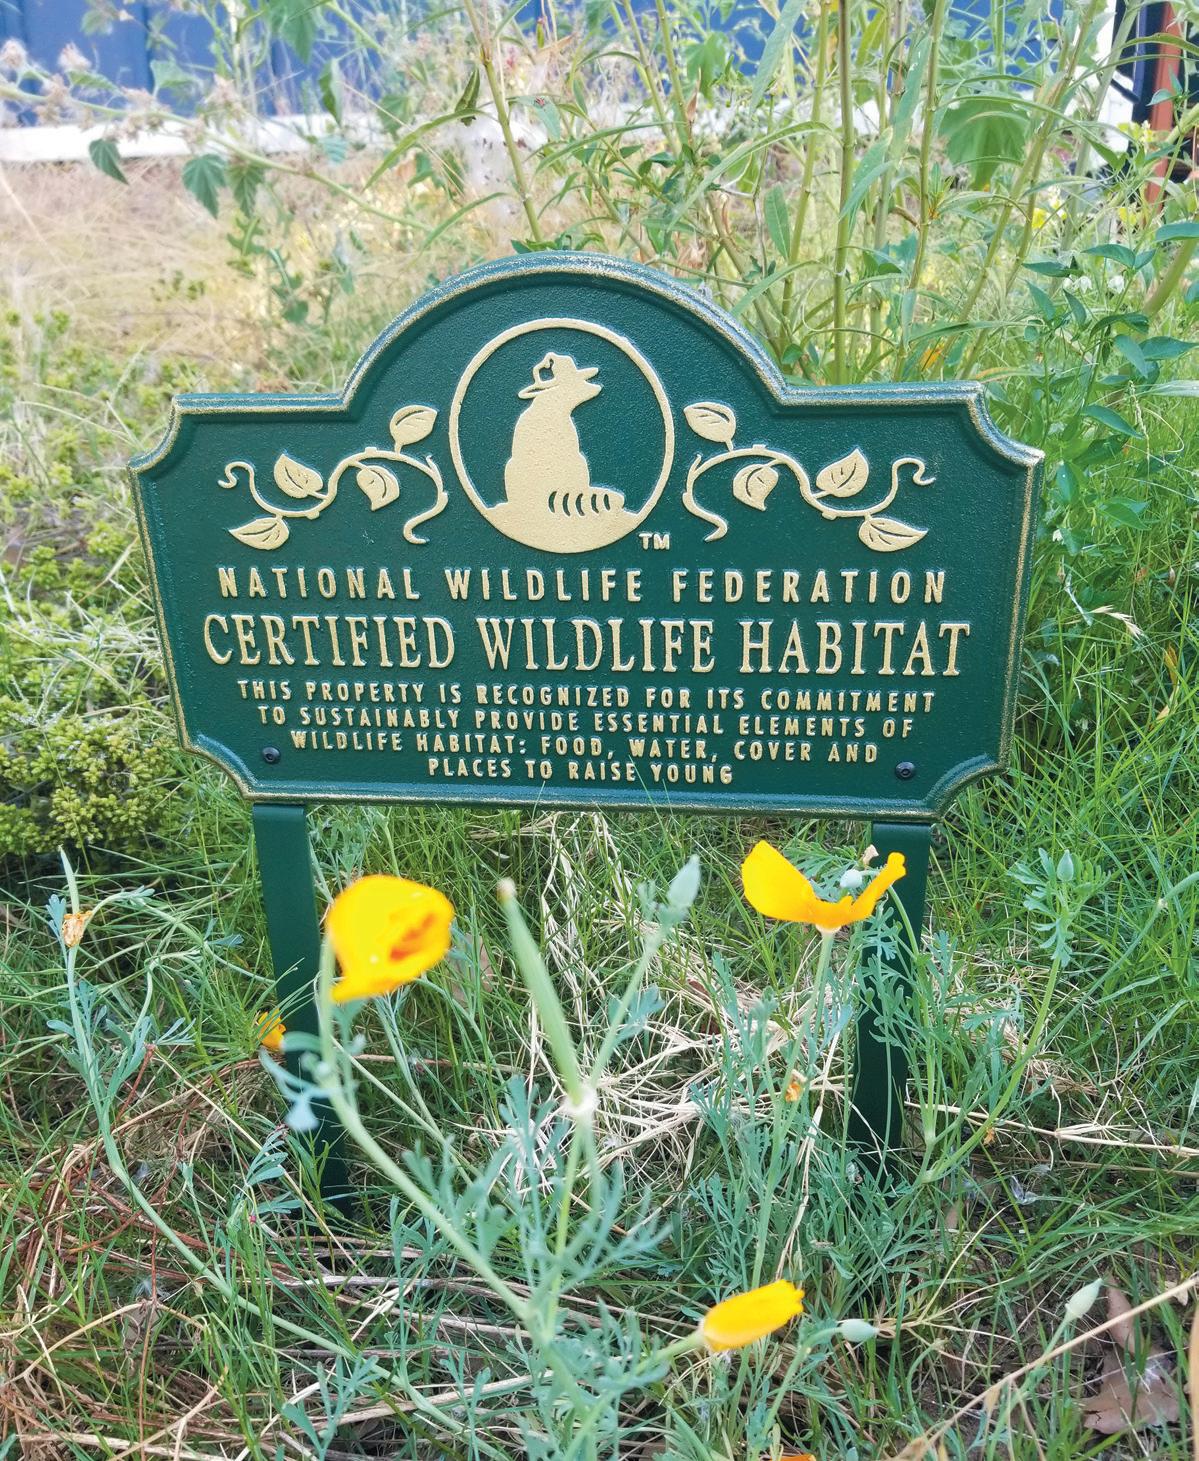 TM
NATIONAL WILDLIFE FEDERATION
CERTIFIED WILDLIFE HABITAT
THIS PROPERTY IS RECOGNIZED FOR ITS COMMITMENT
TO SUSTAINABLY PROVIDE ESSENTIAL ELEMENTS OF
WILDLIFE HABITAT: FOOD, WATER, COVER AND
PLACES TO RAISE YOUNG